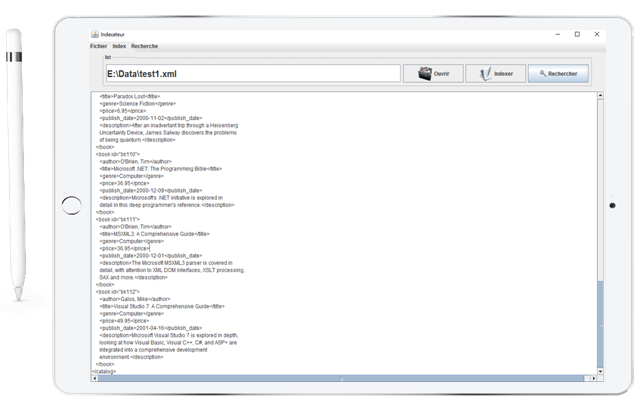 Indexateur
Fichier Index Recherche
list
E:\Data\test1.xml Ouvrir Indexer Rechercher
<title>Paradox Lost</title>
<genre>Science Fiction</genre>
<price>6.95</price>
<publish_date>2000-11-02</publish_date>
<description>After an inadvertant trip through a Heisenberg
Uncertainty Device, James Salway discovers the problems
of being quantum.</description>
</book>
<book id="bk110">
<author>O'Brien, Tim</author>
<title>Microsoft .NET: The Programming Bible</title>
<genre>Computer</genre>
<price>36.95</price>
<publish_date>2000-12-09</publish_date>
<description>Microsoft's .NET initiative is explored in
detail in this deep programmer's reference.</description>
</book>
<book id="bk111">
<author>O'Brien, Tim</author>
<title>MSXML3: A Comprehensive Guide</title>
<genre>Computer</genre>
<price>36.95</price>
<publish_date>2000-12-01</publish_date>
<description>The Microsoft MSXML3 parser is covered in
detail, with attention to XML DOM interfaces, XSLT processing,
SAX and more.</description>
</book>
<book id="bk112">
<author>Galos, Mike</author>
<title>Visual Studio 7: A Comprehensive Guide</title>
<genre>Computer</genre>
<price>49.95</price>
<publish_date>2001-04-16</publish_date>
<description>Microsoft Visual Studio 7 is explored in depth,
looking at how Visual Basic, Visual C++, C#, and ASP+ are
integrated into a comprehensive development
environment.</description>
</book>
</catalog>